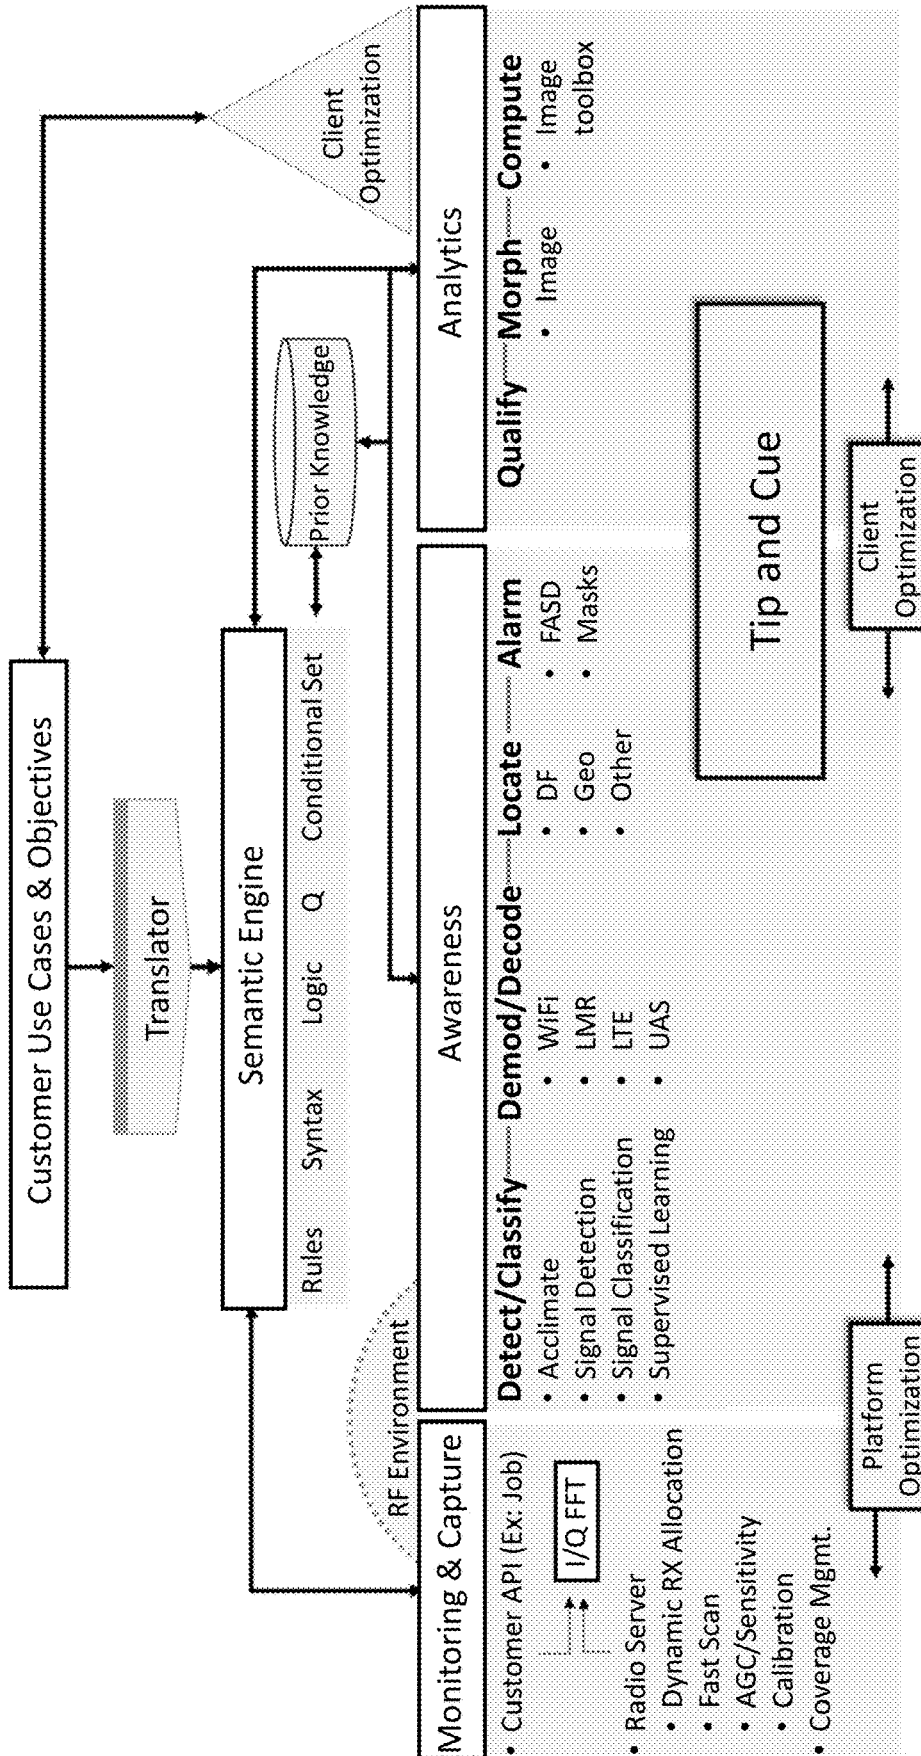 Customer Use Cases & Objectives
Translator
Semantic Engine
Rules Syntax Logic Q Conditional Set
Prior Knowledge
Client
Optimization
RF Environment
Monitoring & Capture
• Customer API (Ex: Job)
I/Q FFT
• Radio Server
• Dynamic RX Allocation
• Fast Scan
• AGC/Sensitivity
• Calibration
• Coverage Mgmt.
Awareness
Detect/Classify Demod/Decode Locate Alarm
• Acclimate
• Signal Detection
• Signal Classification
• Supervised Learning
• WiFi
• LMR
• LTE
• UAS
• DF
• Geo
• Other
• FASD
• Masks
Analytics
Qualify Morph Compute
• Image
• Image
toolbox
Tip and Cue
Platform
Optimization
Client
Optimization